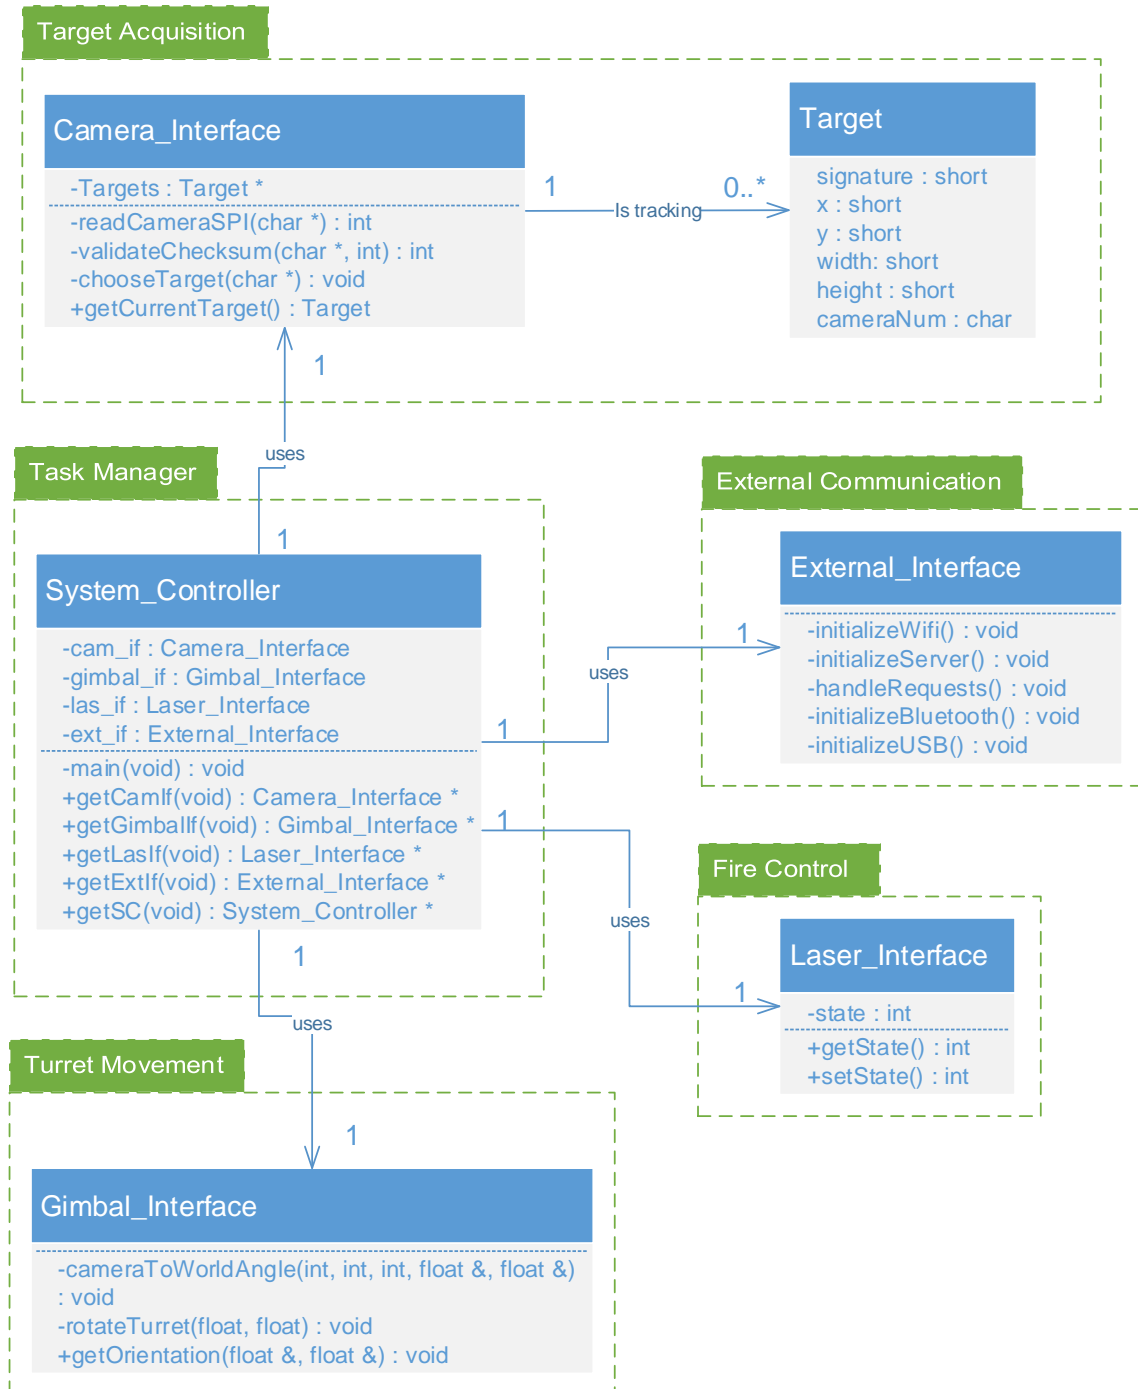 Target Acquisition
Camera_Interface
-Targets : Target *
-readCameraSPI(char *) : int
-validateChecksum(char *, int) : int
-chooseTarget(char *) : void
+getCurrentTarget() : Target
1
Is tracking
0..*
Target
signature : short
x : short
y : short
width: short
height : short
cameraNum : char
1
uses
1
Task Manager
System_Controller
-cam_if : Camera_Interface
-gimbal_if : Gimbal_Interface
-las_if : Laser_Interface
-ext_if : External_Interface
-main(void) : void
+getCamIf(void) : Camera_Interface *
+getGimbalIf(void) : Gimbal_Interface *
+getLasIf(void) : Laser_Interface *
+getExtIf(void) : External_Interface *
+getSC(void) : System_Controller *
1
uses
1
External Communication
External_Interface
-initializeWifi() : void
-initializeServer() : void
-handleRequests() : void
-initializeBluetooth() : void
-initializeUSB() : void
1
uses
1
Fire Control
Laser_Interface
-state : int
+getState() : int
+setState() : int
1
uses
1
Turret Movement
Gimbal_Interface
-cameraToWorldAngle(int, int, int, float &, float &)
: void
-rotateTurret(float, float) : void
+getOrientation(float &, float &) : void